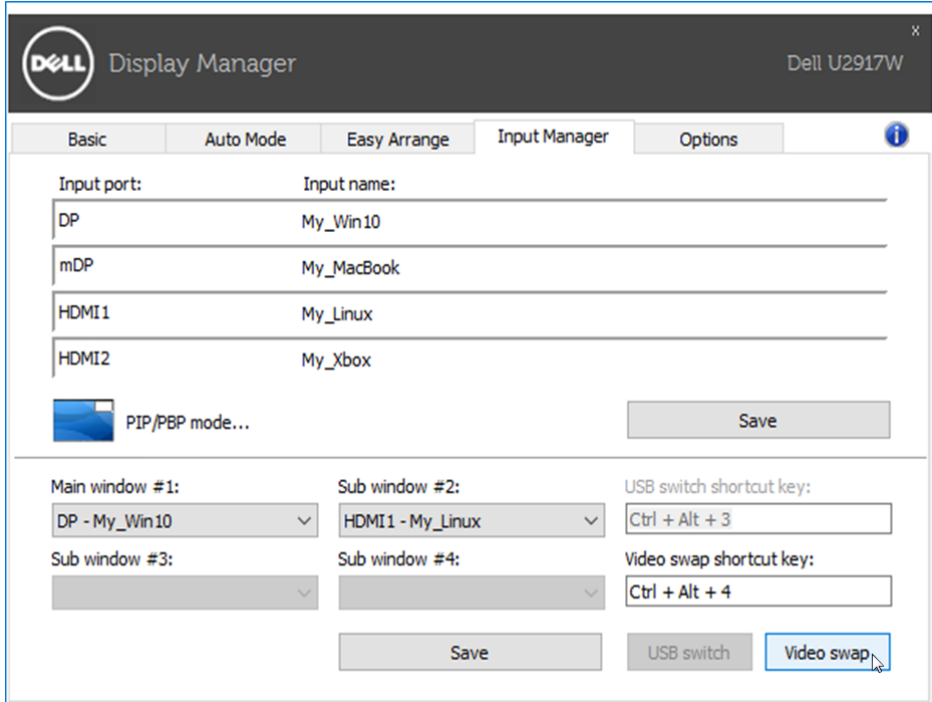 DELL Display Manager Dell U2917W x
Basic Auto Mode Easy Arrange Input Manager Options i
Input port: Input name:
DP My_Win10
mDP My_MacBook
HDMI1 My_Linux
HDMI2 My_Xbox
PIP/PBP mode... Save
Main window #1: Sub window #2: USB switch shortcut key:
DP - My_Win10 HDMI1 - My_Linux Ctrl + Alt + 3
Sub window #3: Sub window #4: Video swap shortcut key:
Ctrl + Alt + 4
Save USB switch Video swap